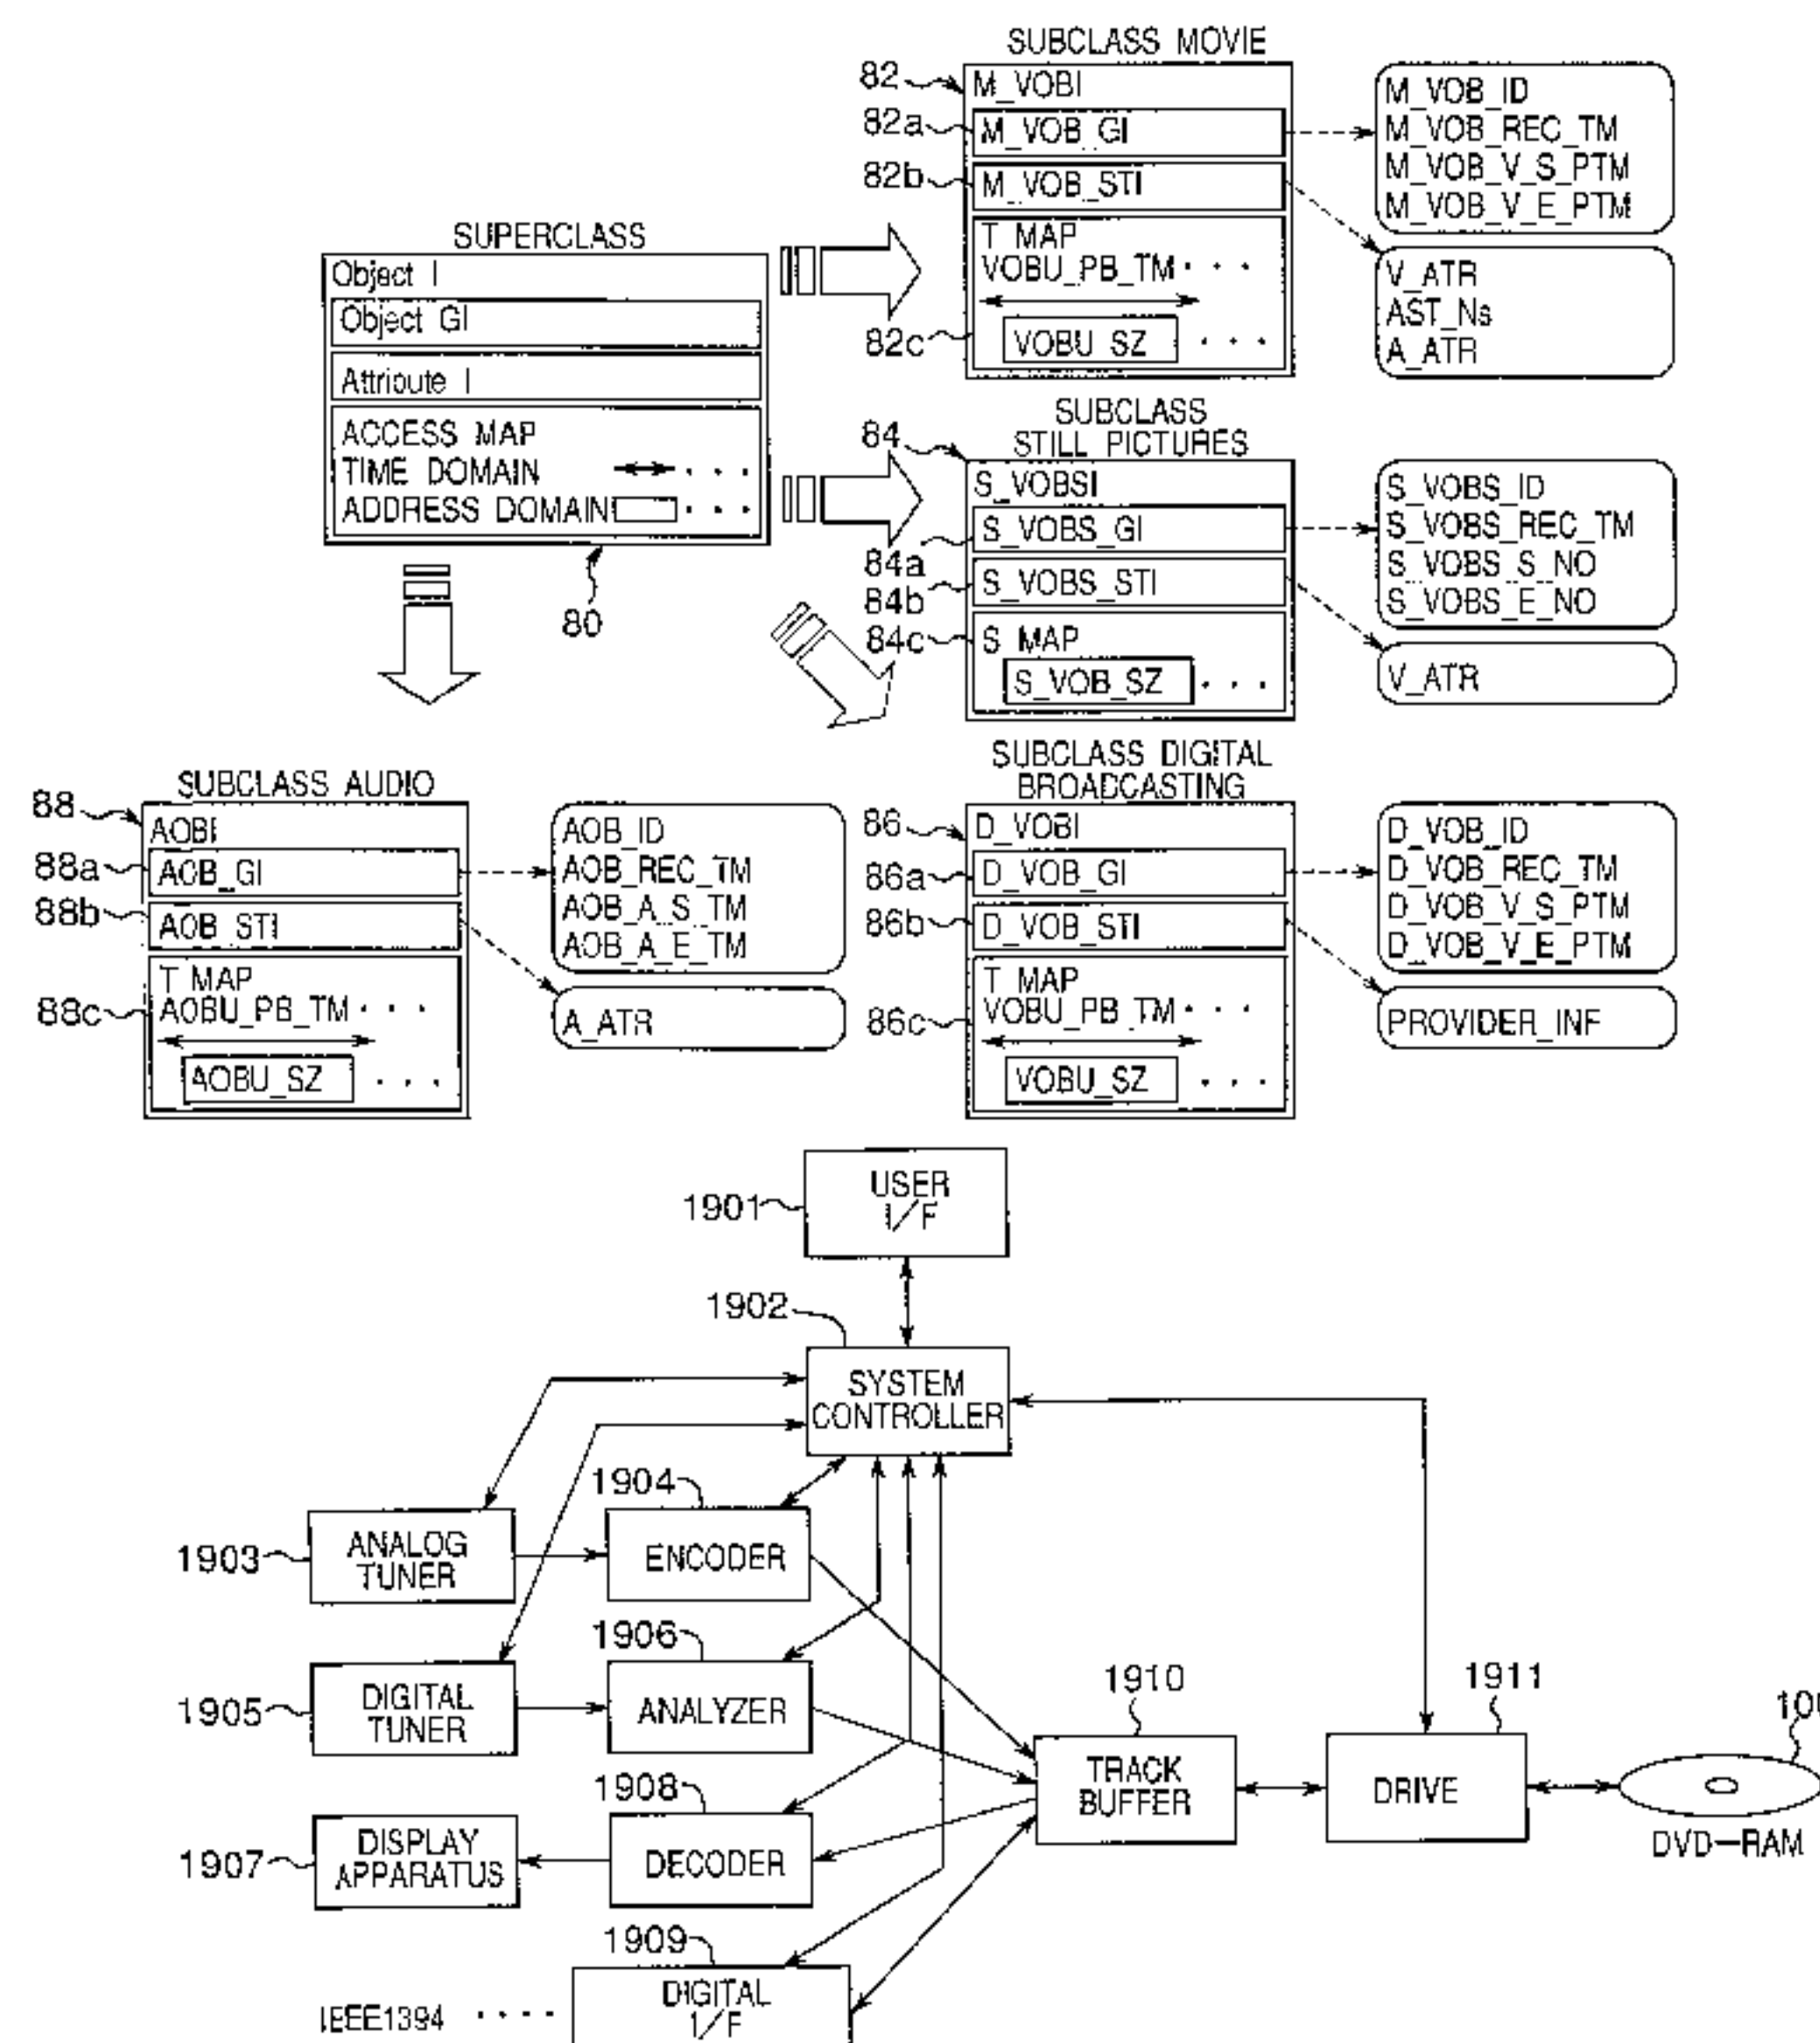 SUBCLASS MOVIE
82
M_VOBI
82a
M_VOB_GI
82b
M_VOB_STI
T MAP
VOBU_PB_TM . . .
82c
VOBU_SZ . . .
M_VOB_ID
M_VOB_REC_TM
M_VOB_V_S_PTM
M_VOB_V_E_PTM
V_ATR
AST_Ns
A_ATR
SUPERCLASS
Object I
Object GI
Attribute I
ACCESS MAP
TIME DOMAIN . . .
ADDRESS DOMAIN . . .
80
SUBCLASS
STILL PICTURES
84
S_VOBSI
S_VOBS_GI
84a
S_VOBS_STI
84b
84c
S MAP
S_VOB_SZ . . .
S_VOBS_ID
S_VOBS_REC_TM
S_VOBS_S_NO
S_VOBS_E_NO
V_ATR
SUBCLASS AUDIO
88
AOBI
88a
AOB_GI
88b
AOB_STI
T MAP
88c
AOBU_PB_TM . . .
AOBU_SZ . . .
AOB_ID
AOB_REC_TM
AOB_A_S_TM
AOB_A_E_TM
A_ATR
SUBCLASS DIGITAL
BROADCASTING
86
D_VOBI
86a
D_VOB_GI
86b
D_VOB_STI
T MAP
86c
VOBU_PB_TM . . .
VOBU_SZ . . .
D_VOB_ID
D_VOB_REC_TM
D_VOB_V_S_PTM
D_VOB_V_E_PTM
PROVIDER_INF
1901
USER
I/F
1902
SYSTEM
CONTROLLER
1903
ANALOG
TUNER
1904
ENCODER
1905
DIGITAL
TUNER
1906
ANALYZER
1907
DISPLAY
APPARATUS
1908
DECODER
1910
TRACK
BUFFER
1911
DRIVE
DVD-RAM
1909
DIGITAL
I/F
IEEE1394 . . . .